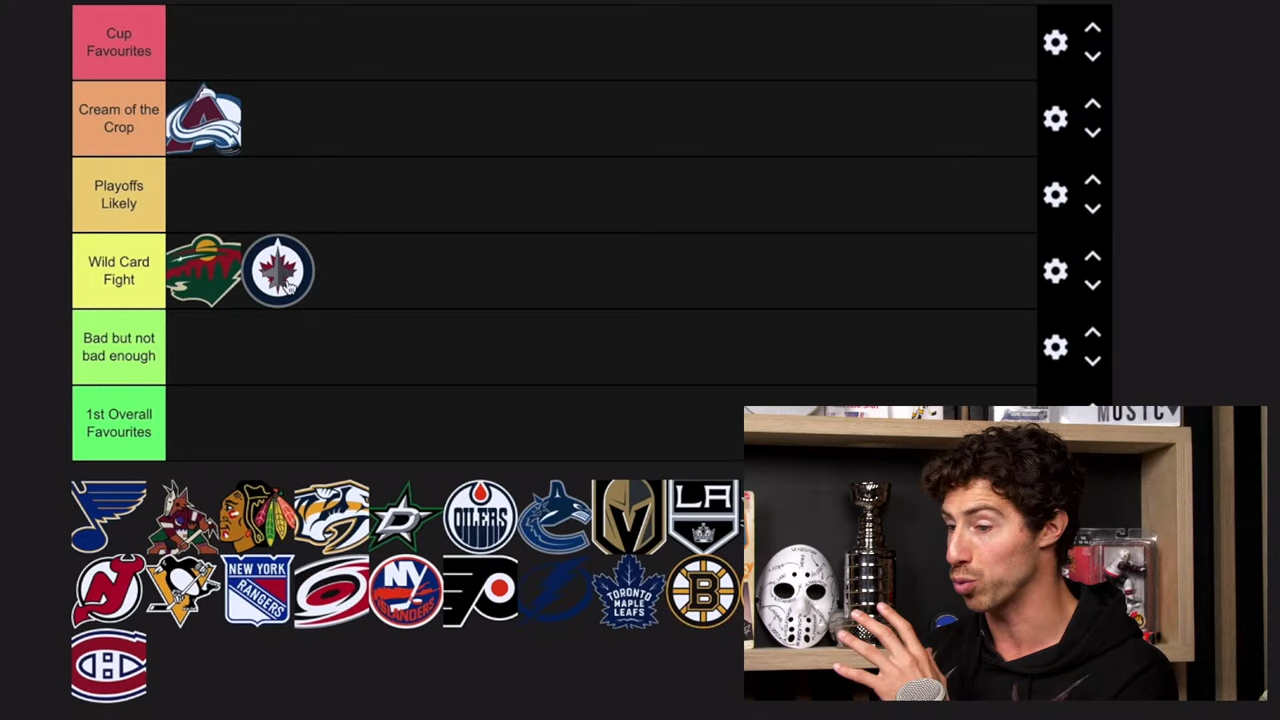 Cup
Favourites
Cream of the
Crop
Playoffs
Likely
Wild Card
Fight
Bad but not
bad enough
1st Overall
Favourites
OILERS
LA
NEW YORK
RANGERS
NY
ISLANDERS
TORONTO
MAPLE
LEAFS
B
MUSIC